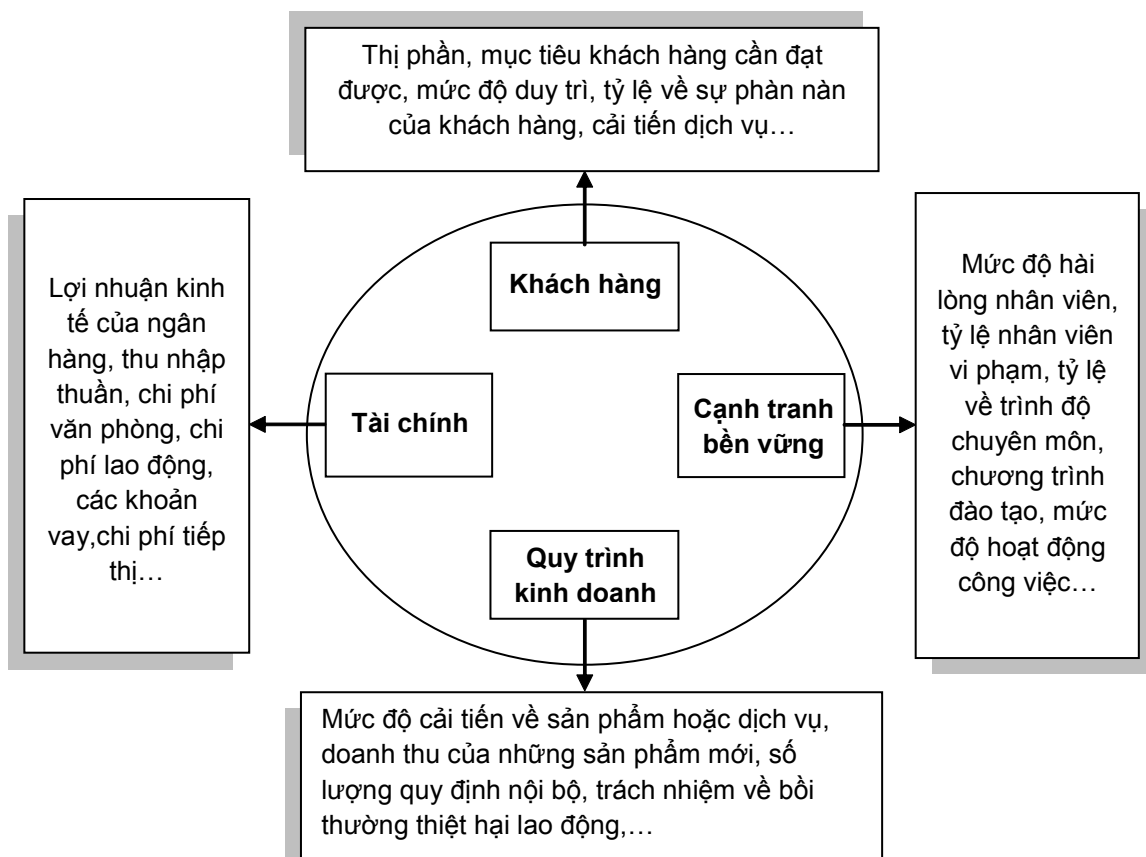 Thị phần, mục tiêu khách hàng cần đạt
được, mức độ duy trì, tỷ lệ về sự phàn nàn
của khách hàng, cải tiến dịch vụ…
Khách hàng
Lợi nhuận kinh
tế của ngân
hàng, thu nhập
thuần, chi phí
văn phòng, chi
phí lao động,
các khoản
vay,chi phí tiếp
thị…
Tài chính
Cạnh tranh
bền vững
Mức độ hài
lòng nhân viên,
tỷ lệ nhân viên
vi phạm, tỷ lệ
về trình độ
chuyên môn,
chương trình
đào tạo, mức
độ hoạt động
công việc…
Quy trình
kinh doanh
Mức độ cải tiến về sản phẩm hoặc dịch vụ,
doanh thu của những sản phẩm mới, số
lượng quy định nội bộ, trách nhiệm về bồi
thường thiệt hại lao động,…